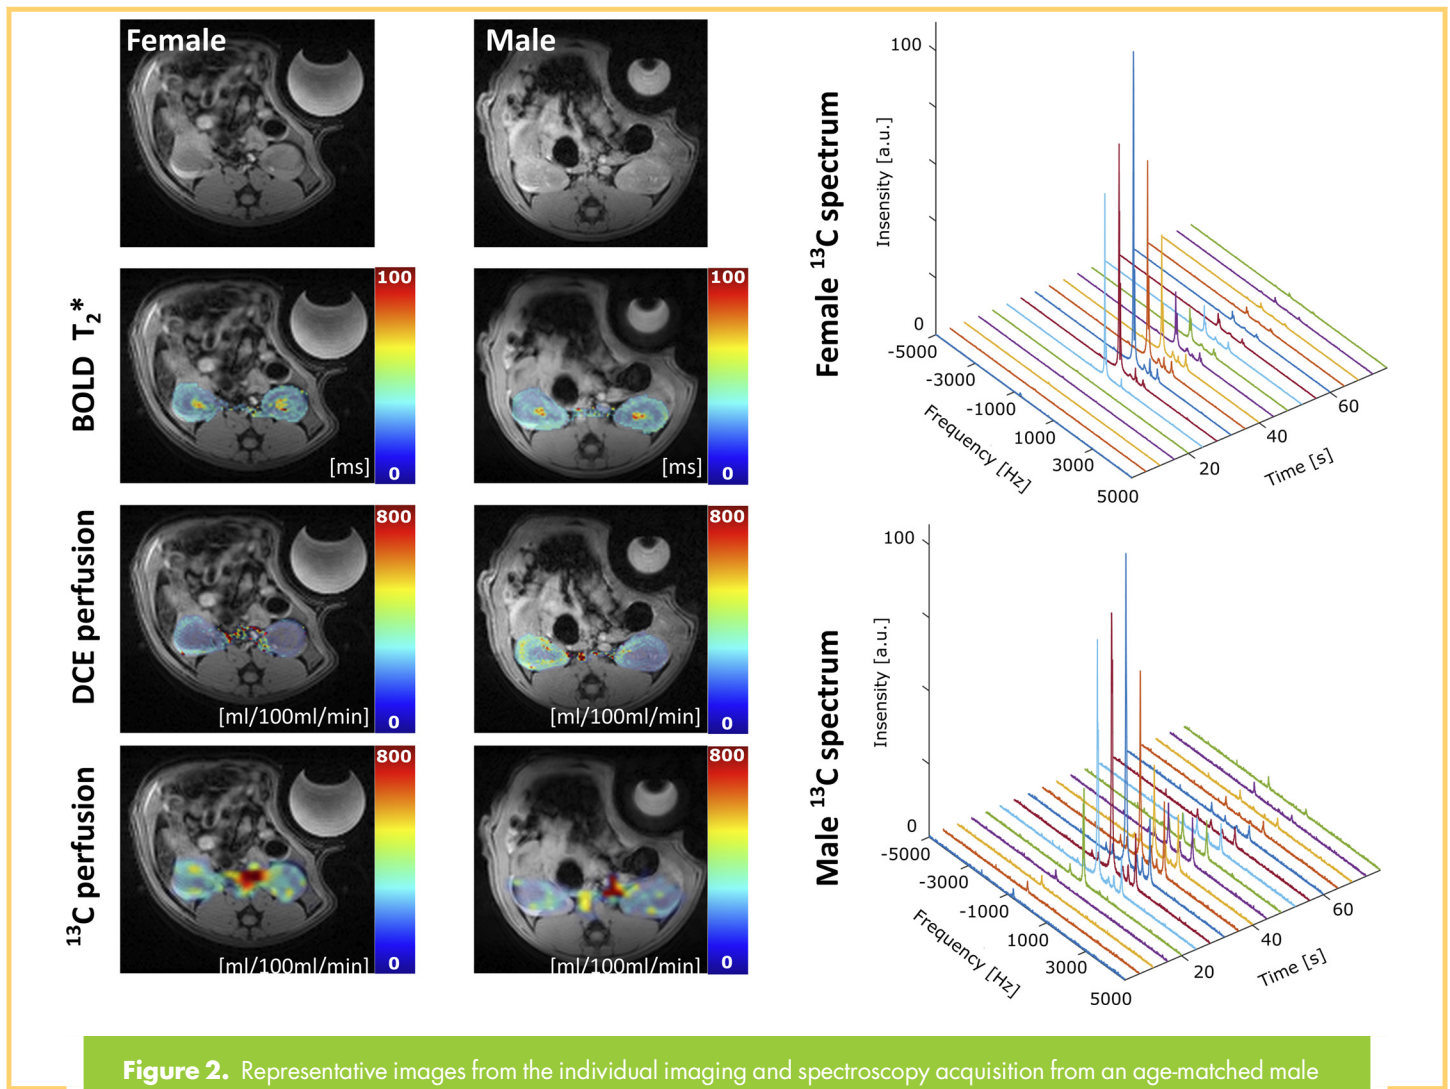 Female
Male
BOLD T2*
100
0
[ms]
100
0
[ms]
DCE perfusion
800
0
[ml/100ml/min]
800
0
[ml/100ml/min]
13C perfusion
800
0
[ml/100ml/min]
800
0
[ml/100ml/min]
Female 13C spectrum
Insensity [a.u.]
100
0
-5000
-3000
-1000
1000
3000
5000
Frequency [Hz]
20
40
60
Time [s]
Male 13C spectrum
Insensity [a.u.]
100
0
-5000
-3000
-1000
1000
3000
5000
Frequency [Hz]
20
40
60
Time [s]
Figure 2. Representative images from the individual imaging and spectroscopy acquisition from an age-matched male